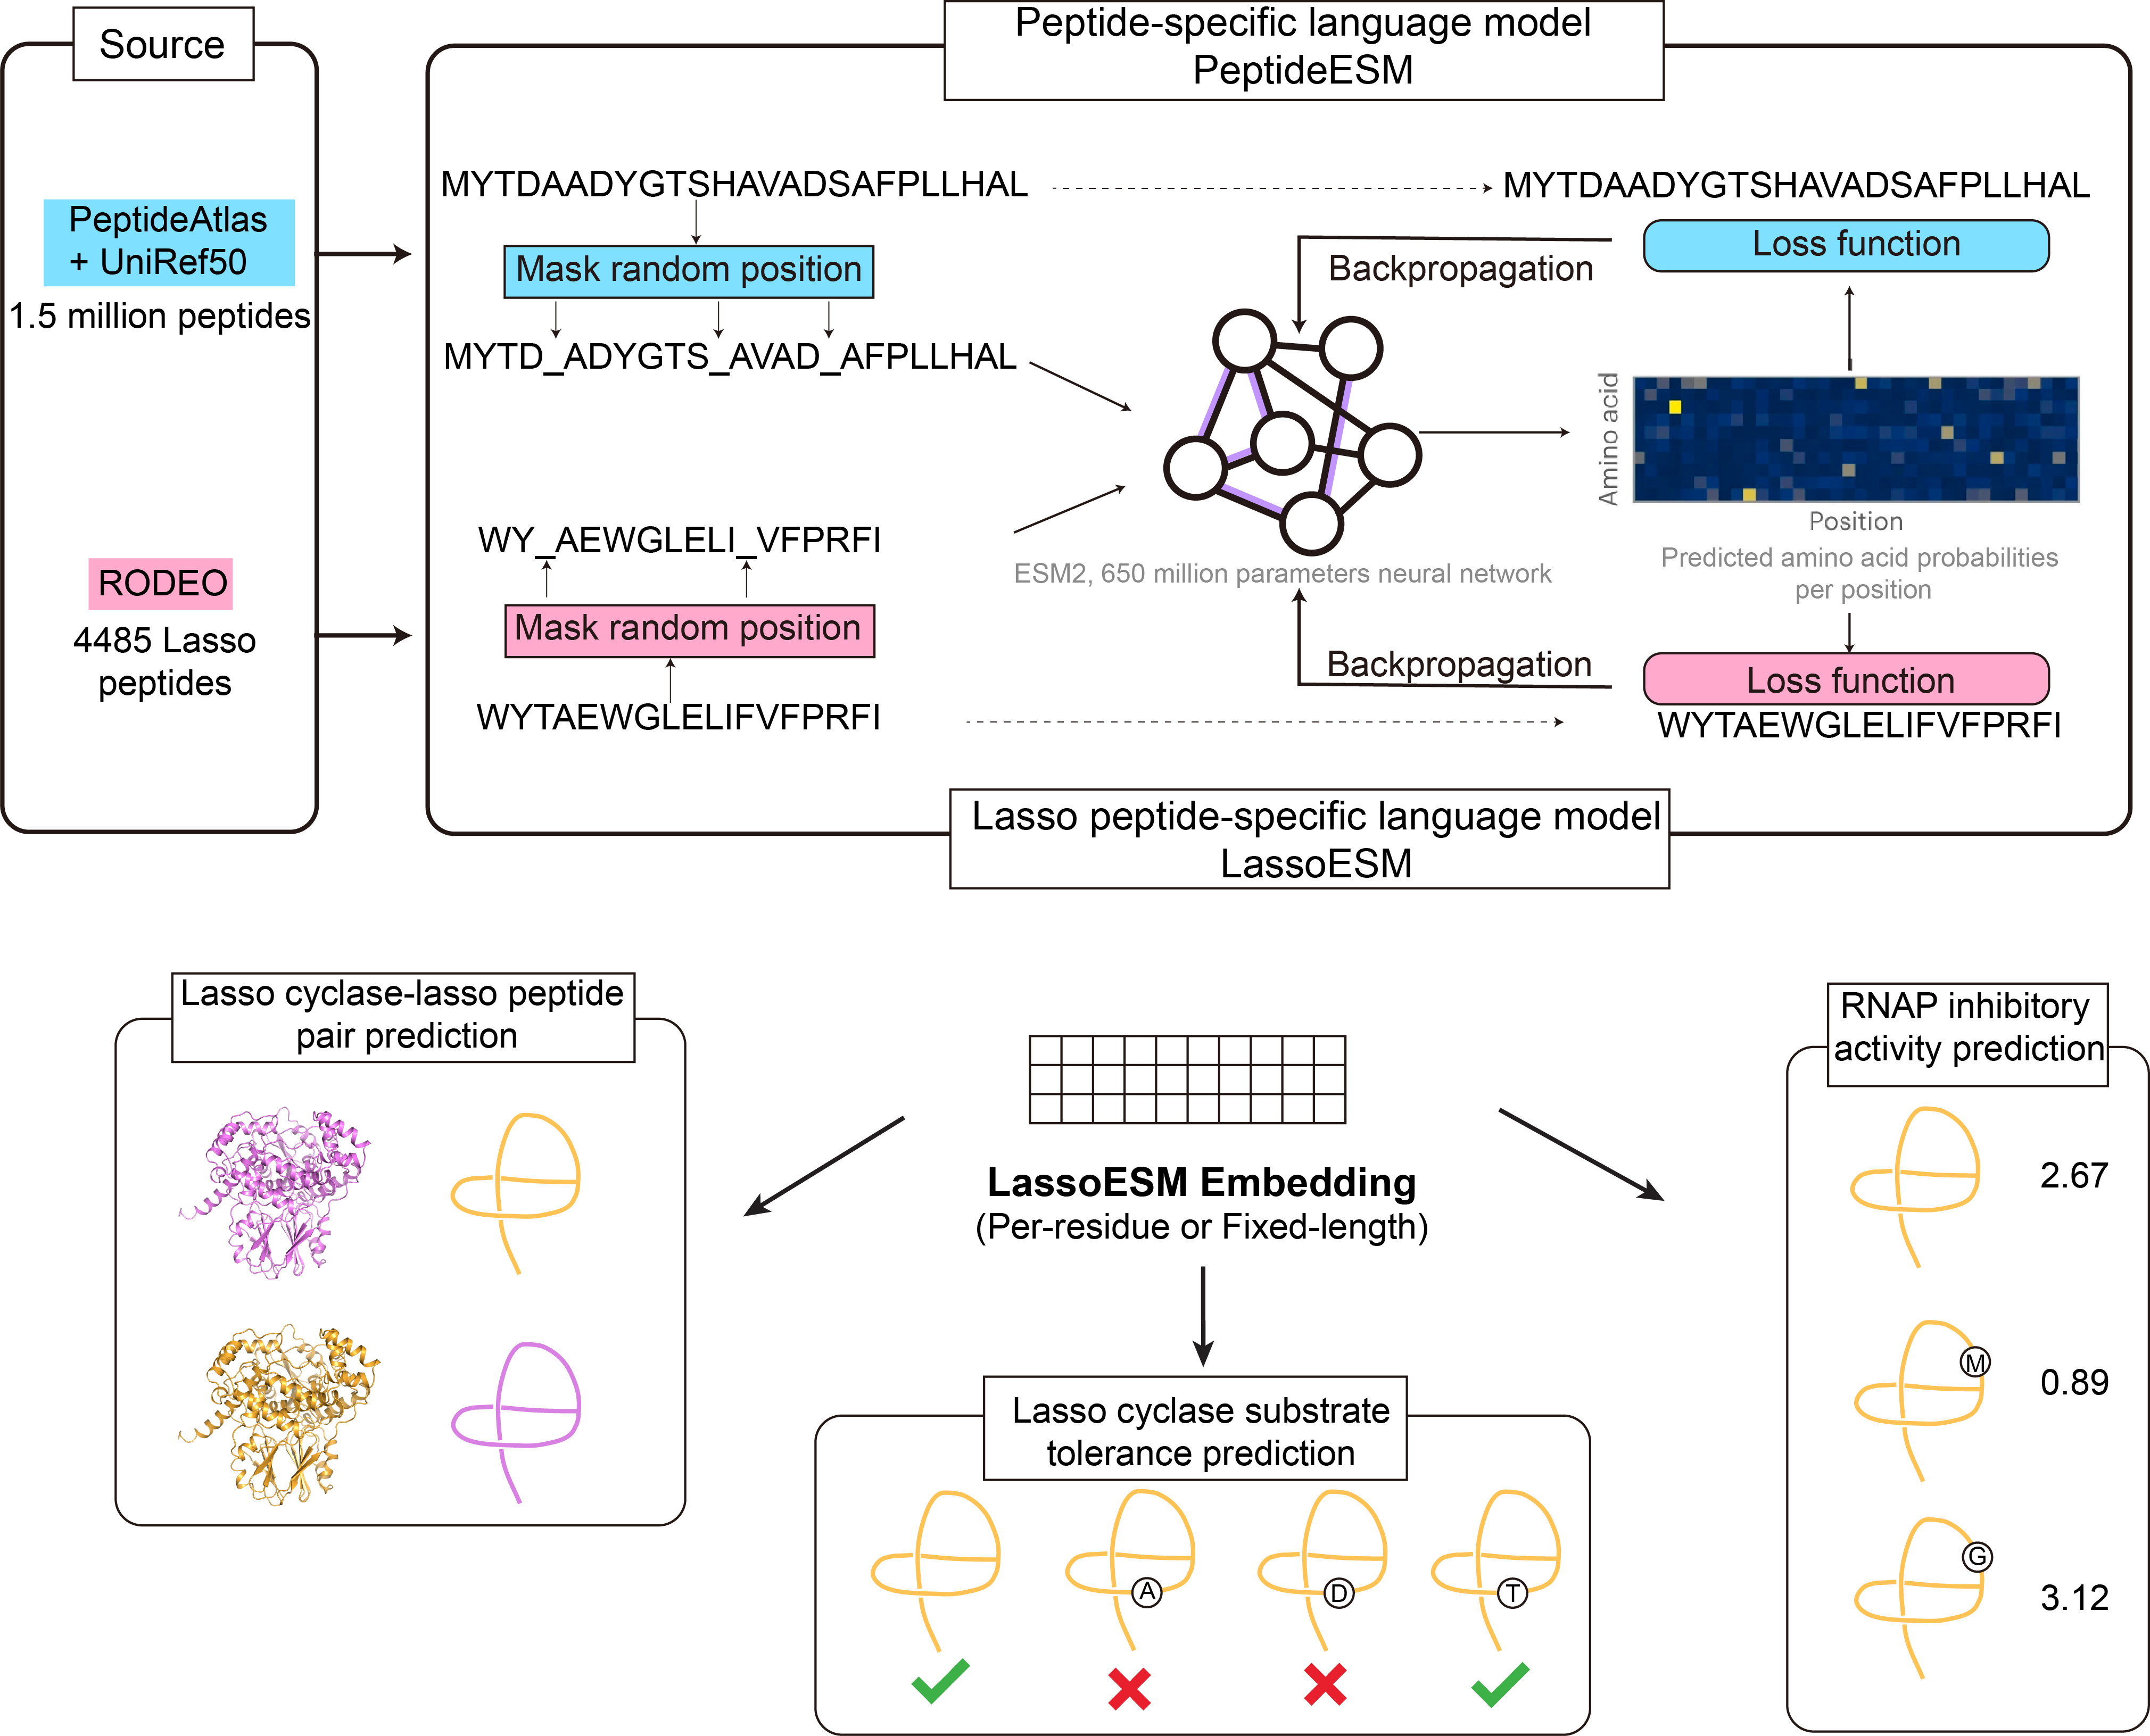 Source
PeptideAtlas
+ UniRef50
1.5 million peptides
RODEO
4485 Lasso
peptides
Peptide-specific language model
PeptideESM
MYTDAADYGTSHAVADSAFPLLHAL
MYTDAADYGTSHAVADSAFPLLHAL
Mask random position
MYTD_ADYGTS_AVAD_AFPLLHAL
Backpropagation
Loss function
Amino acid
Position
Predicted amino acid probabilities
per position
ESM2, 650 million parameters neural network
WY_AEWGLELI_VFPRFI
Mask random position
WYTAEWGLELIFVFPRFI
Backpropagation
Loss function
WYTAEWGLELIFVFPRFI
Lasso peptide-specific language model
LassoESM
Lasso cyclase-lasso peptide
pair prediction
LassoESM Embedding
(Per-residue or Fixed-length)
Lasso cyclase substrate
tolerance prediction
A
D
T
RNAP inhibitory
activity prediction
2.67
M
0.89
G
3.12